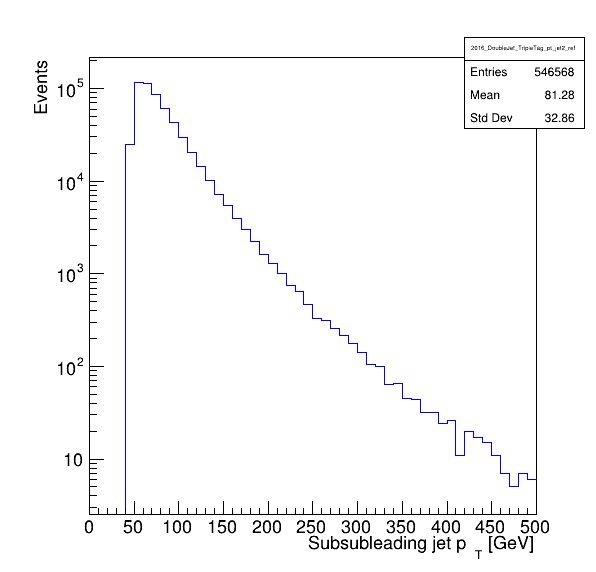 2016_DoubleJet_TripleTag_pt_jet2_ref
Entries 546568
Mean 81.28
Std Dev 32.86
Events
10^5
10^4
10^3
10^2
10
0 50 100 150 200 250 300 350 400 450 500
Subsubleading jet p_T [GeV]